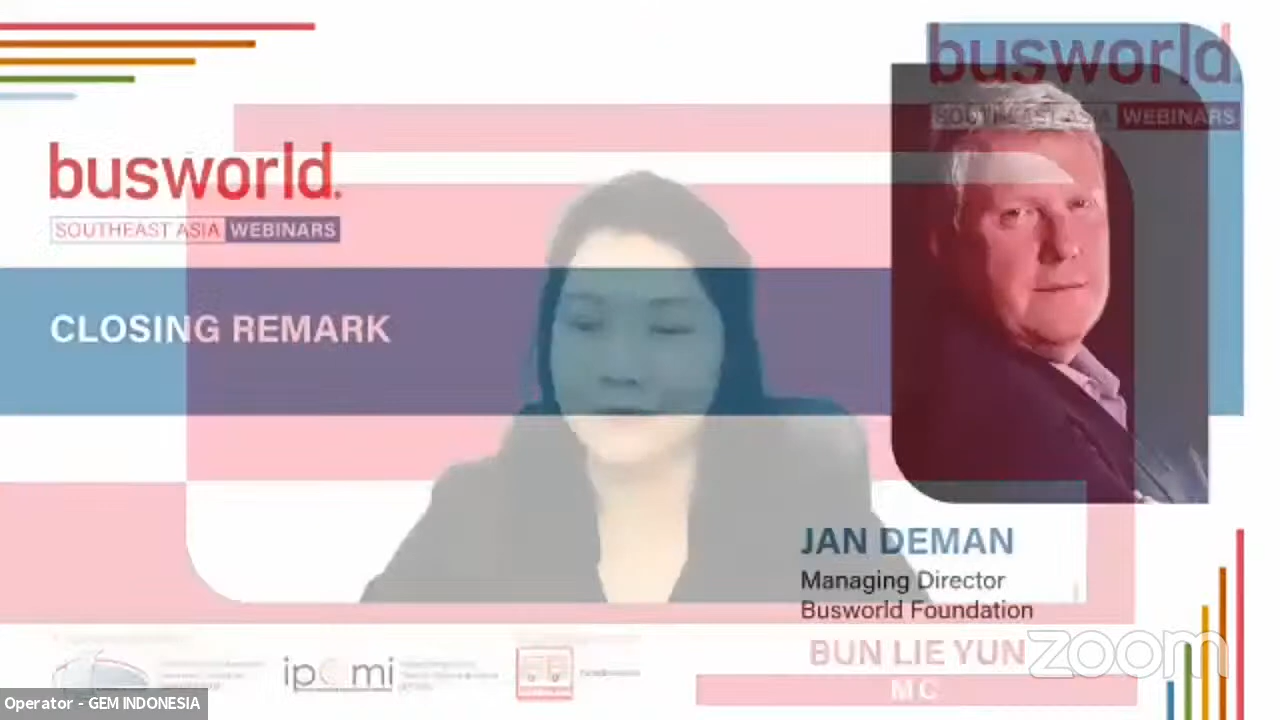 busworld.
SOUTHEAST ASIA WEBINARS
busworld.
SOUTHEAST ASIA WEBINARS
CLOSING REMARK
JAN DEMAN
Managing Director
Busworld Foundation
BUN LIE YUN
MC
zoom
ipomi
Operator - GEM INDONESIA